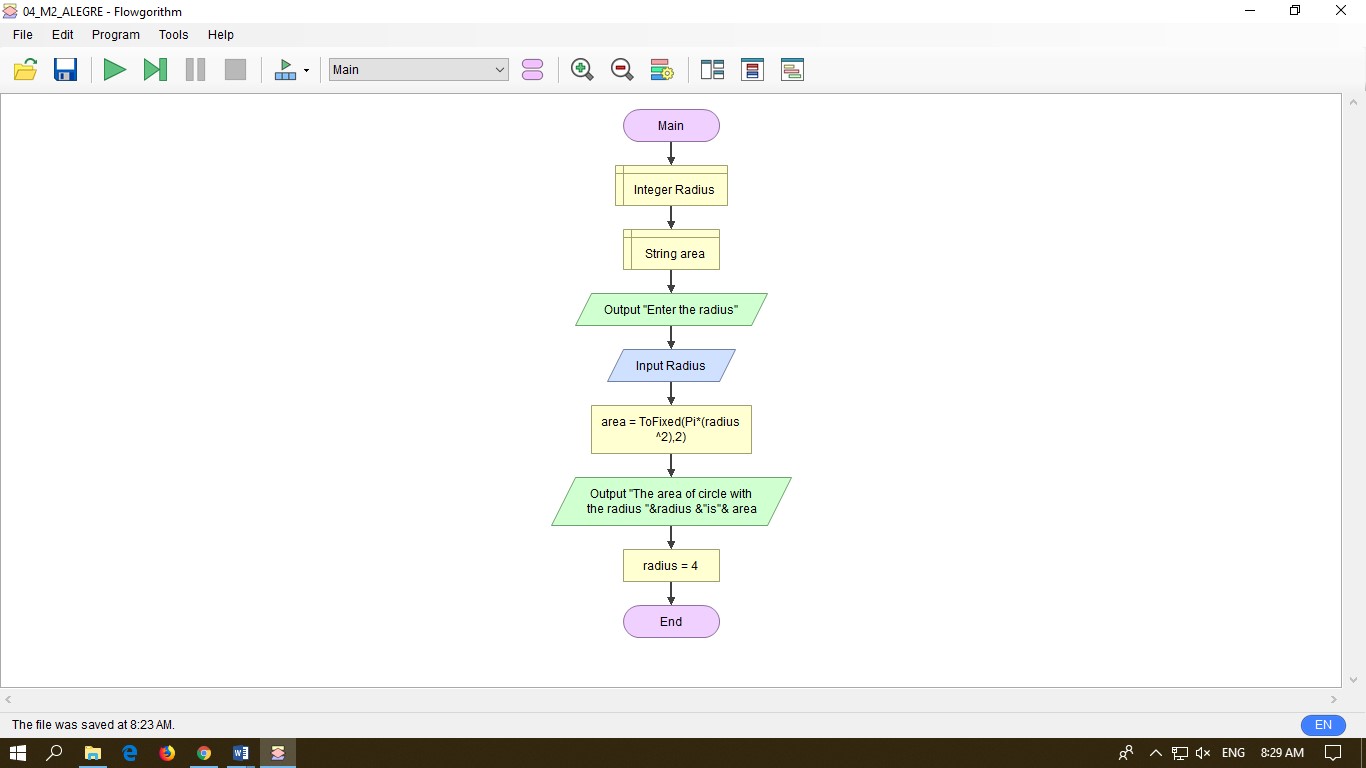 04_M2_ALEGRE - Flowgorithm
File Edit Program Tools Help
Main
Main
Integer Radius
String area
Output "Enter the radius"
Input Radius
area = ToFixed(Pi*(radius
^2),2)
Output "The area of circle with
the radius "&radius &"is"& area
radius = 4
End
The file was saved at 8:23 AM.
EN
ENG 8:29 AM